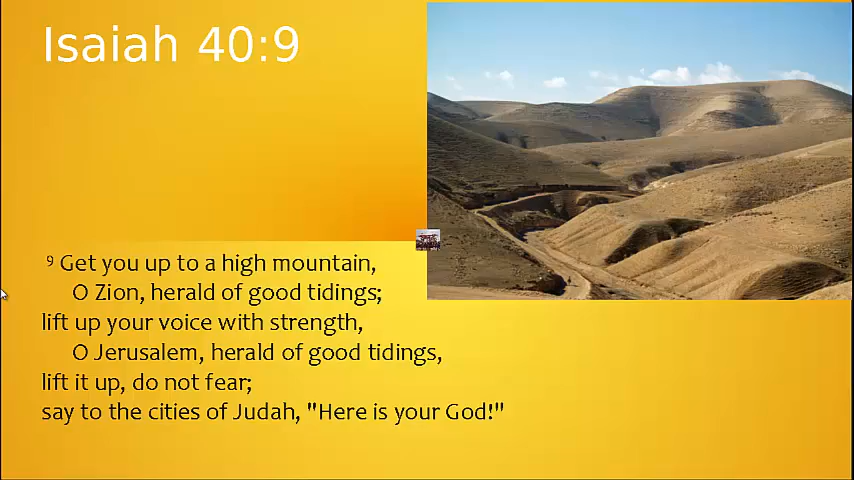 Isaiah 40:9
9 Get you up to a high mountain,
O Zion, herald of good tidings;
lift up your voice with strength,
O Jerusalem, herald of good tidings,
lift it up, do not fear;
say to the cities of Judah, "Here is your God!"